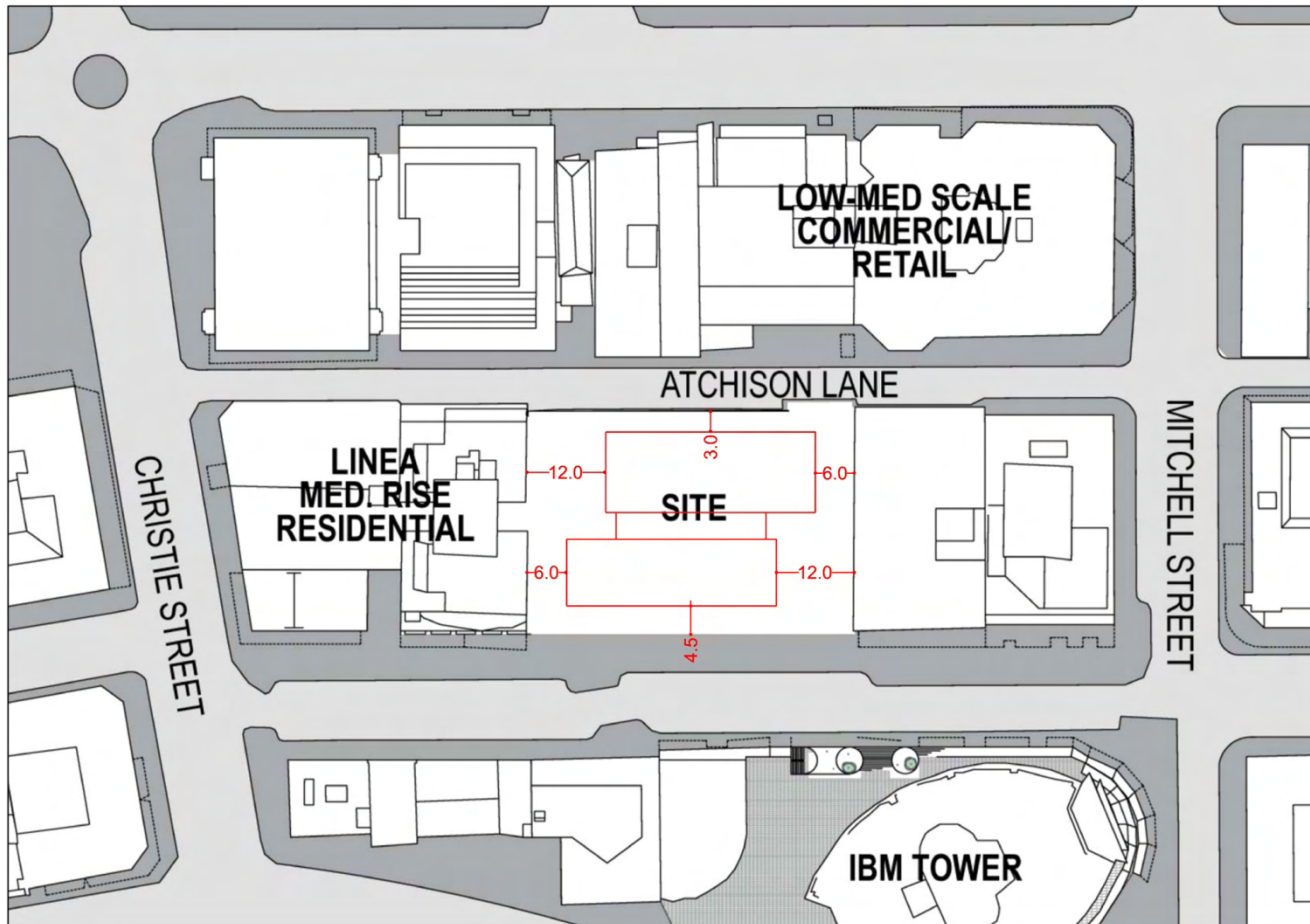 LOW-MED SCALE
COMMERCIAL/
RETAIL
ATCHISON LANE
MITCHELL STREET
CHRISTIE STREET
LINEA
MED. RISE
RESIDENTIAL
3.0
12.0
6.0
SITE
6.0
12.0
4.5
IBM TOWER